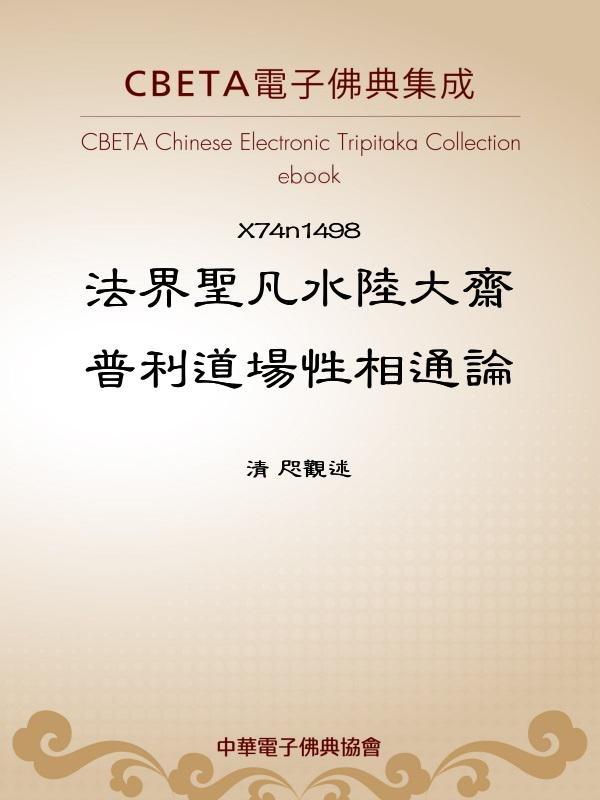 CBETA電子佛典集成
CBETA Chinese Electronic Tripitaka Collection
ebook
X74n1498
法界聖凡水陸大齋
普利道場性相通論
清 咫觀述
中華電子佛典協會